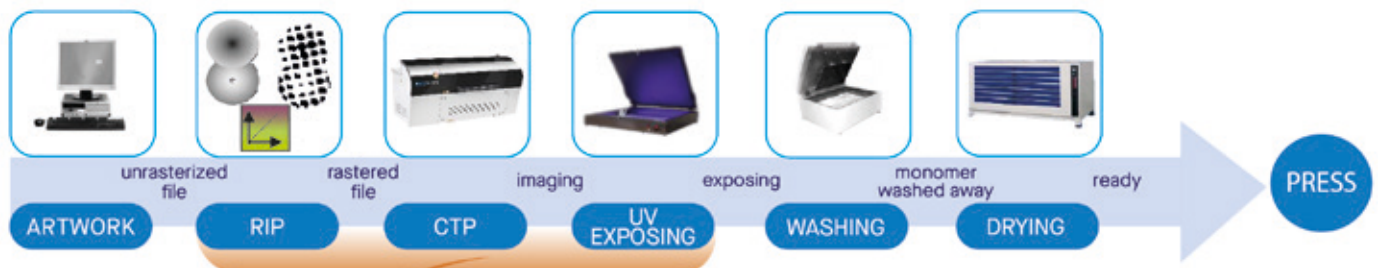 unrasterized
file
rastered
file
imaging
exposing
monomer
washed away
ready
PRESS
ARTWORK
RIP
CTP
UV
EXPOSING
WASHING
DRYING